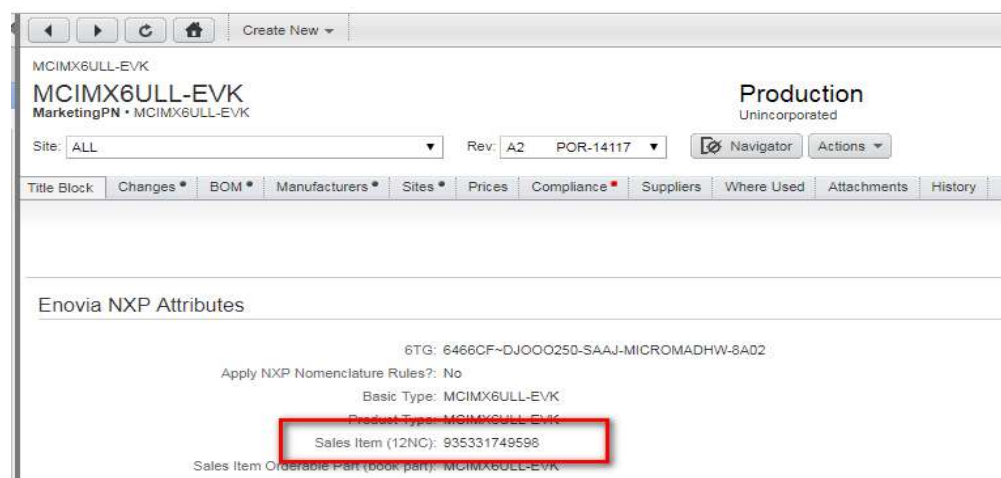 Create New
MCIMX6ULL-EVK
MCIMX6ULL-EVK
MarketingPN • MCIMX6ULL-EVK
Production
Unincorporated
Site: ALL Rev: A2 POR-14117 Navigator Actions
Title Block Changes BOM Manufacturers Sites Prices Compliance Suppliers Where Used Attachments History
Enovia NXP Attributes
6TG: 6466CF~DJOOO250-SAAJ-MICROMADHW-8A02
Apply NXP Nomenclature Rules?: No
Basic Type: MCIMX6ULL-EVK
Product Type: MCIMX6ULL-EVK
Sales Item (12NC): 935331749598
Sales Item Orderable Part (book part): MCIMX6ULL-EVK